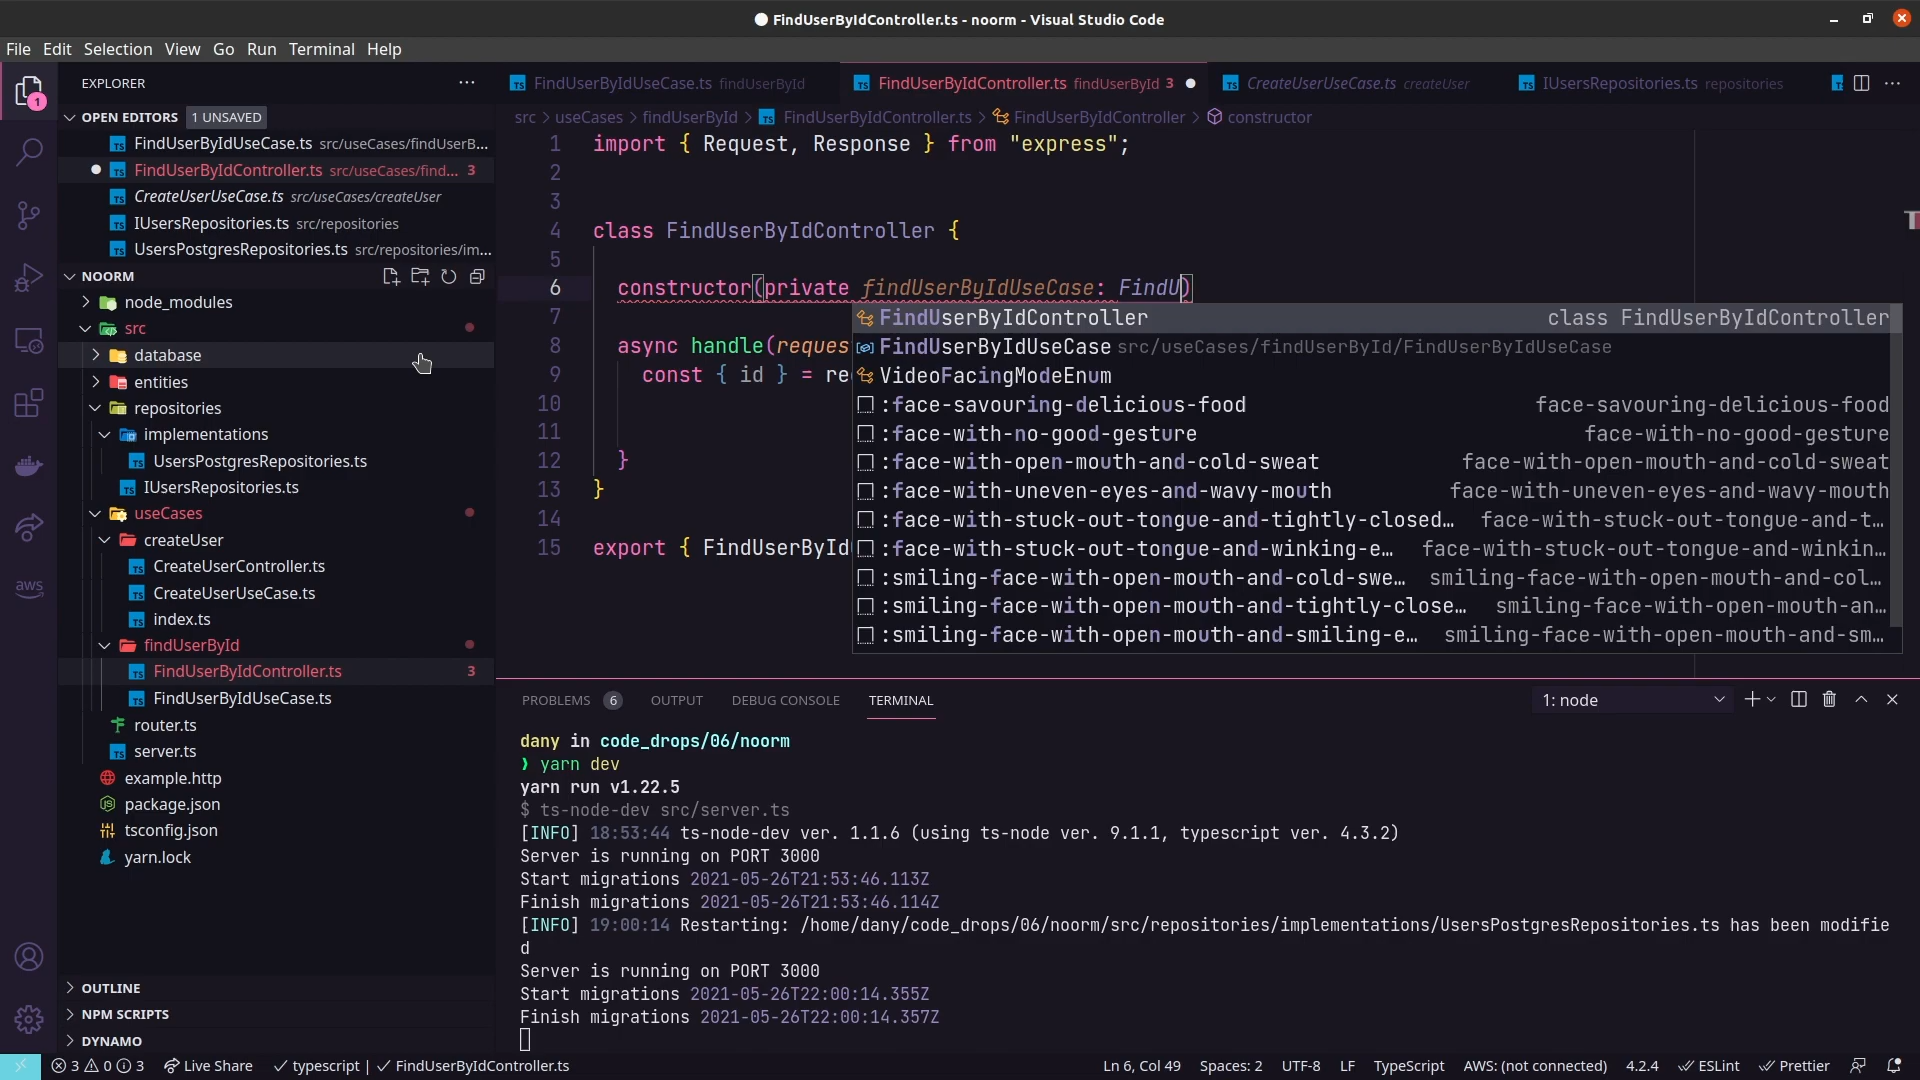 FindUserByIdController.ts - noorm - Visual Studio Code
File Edit Selection View Go Run Terminal Help
EXPLORER
OPEN EDITORS 1 UNSAVED
FindUserByIdUseCase.ts src/useCases/findUserB...
FindUserByIdController.ts src/useCases/find... 3
CreateUserUseCase.ts src/useCases/createUser
IUsersRepositories.ts src/repositories
UsersPostgresRepositories.ts src/repositories/im...
NOORM
node_modules
src
database
entities
repositories
implementations
UsersPostgresRepositories.ts
IUsersRepositories.ts
useCases
createUser
CreateUserController.ts
CreateUserUseCase.ts
index.ts
findUserById
FindUserByIdController.ts 3
FindUserByIdUseCase.ts
router.ts
server.ts
example.http
package.json
tsconfig.json
yarn.lock
OUTLINE
NPM SCRIPTS
DYNAMO
1
aws
FindUserByIdUseCase.ts findUserById
FindUserByIdController.ts findUserById 3
CreateUserUseCase.ts createUser
IUsersRepositories.ts repositories
src > useCases > findUserById > FindUserByIdController.ts > FindUserByIdController > constructor
1 import { Request, Response } from "express";
2
3
4 class FindUserByIdController {
5
6 constructor(private findUserByIdUseCase: FindU)
7
8 async handle(reques
9 const { id } = re
10
11
12 }
13 }
14
15 export { FindUserById
FindUserByIdController class FindUserByIdController
FindUserByIdUseCase src/useCases/findUserById/FindUserByIdUseCase
VideoFacingModeEnum
:face-savouring-delicious-food face-savouring-delicious-food
:face-with-no-good-gesture face-with-no-good-gesture
:face-with-open-mouth-and-cold-sweat face-with-open-mouth-and-cold-sweat
:face-with-uneven-eyes-and-wavy-mouth face-with-uneven-eyes-and-wavy-mouth
:face-with-stuck-out-tongue-and-tightly-closed… face-with-stuck-out-tongue-and-t…
:face-with-stuck-out-tongue-and-winking-e… face-with-stuck-out-tongue-and-winkin…
:smiling-face-with-open-mouth-and-cold-swe… smiling-face-with-open-mouth-and-col…
:smiling-face-with-open-mouth-and-tightly-close… smiling-face-with-open-mouth-an…
:smiling-face-with-open-mouth-and-smiling-e… smiling-face-with-open-mouth-and-sm…
PROBLEMS 6 OUTPUT DEBUG CONSOLE TERMINAL 1: node
dany in code_drops/06/noorm
❯ yarn dev
yarn run v1.22.5
$ ts-node-dev src/server.ts
[INFO] 18:53:44 ts-node-dev ver. 1.1.6 (using ts-node ver. 9.1.1, typescript ver. 4.3.2)
Server is running on PORT 3000
Start migrations 2021-05-26T21:53:46.113Z
Finish migrations 2021-05-26T21:53:46.114Z
[INFO] 19:00:14 Restarting: /home/dany/code_drops/06/noorm/src/repositories/implementations/UsersPostgresRepositories.ts has been modifie
d
Server is running on PORT 3000
Start migrations 2021-05-26T22:00:14.355Z
Finish migrations 2021-05-26T22:00:14.357Z
3 0 3 Live Share typescript | FindUserByIdController.ts Ln 6, Col 49 Spaces: 2 UTF-8 LF TypeScript AWS: (not connected) 4.2.4 ESLint Prettier